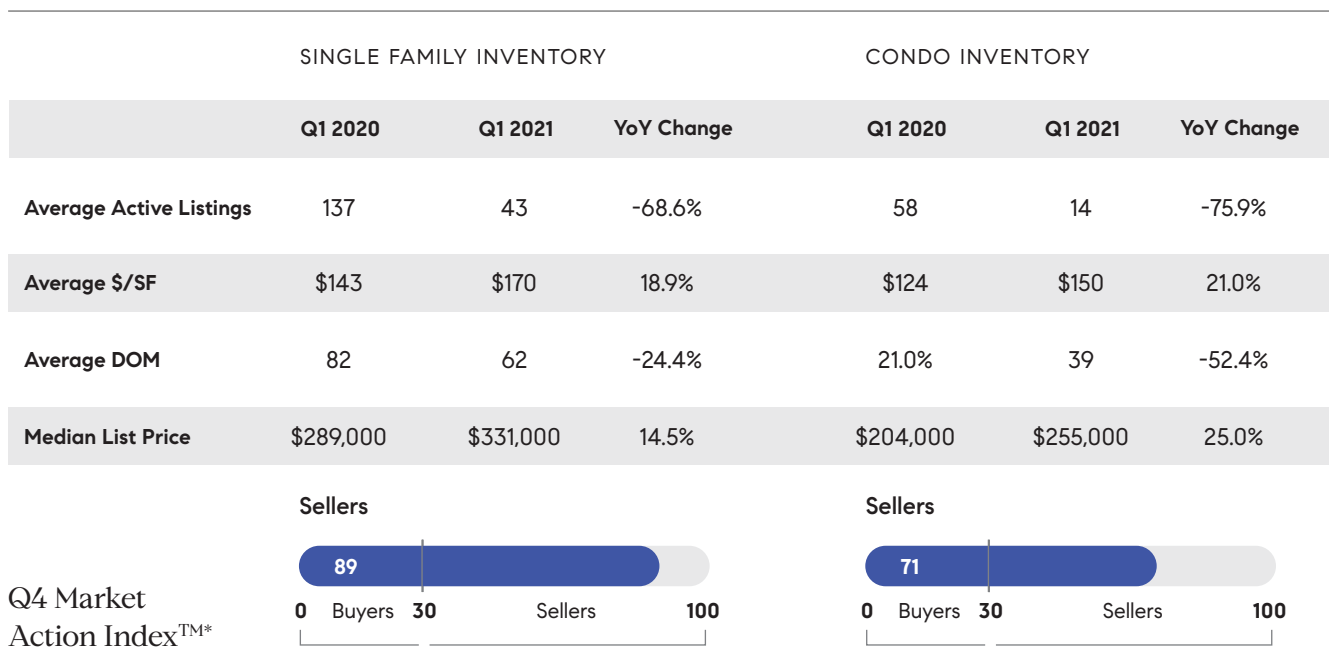 SINGLE FAMILY INVENTORY CONDO INVENTORY
Q1 2020 Q1 2021 YoY Change Q1 2020 Q1 2021 YoY Change
Average Active Listings 137 43 -68.6% 58 14 -75.9%
Average $/SF $143 $170 18.9% $124 $150 21.0%
Average DOM 82 62 -24.4% 21.0% 39 -52.4%
Median List Price $289,000 $331,000 14.5% $204,000 $255,000 25.0%
Sellers Sellers
89 71
Q4 Market
Action Index™*
0 Buyers 30 Sellers 100 0 Buyers 30 Sellers 100